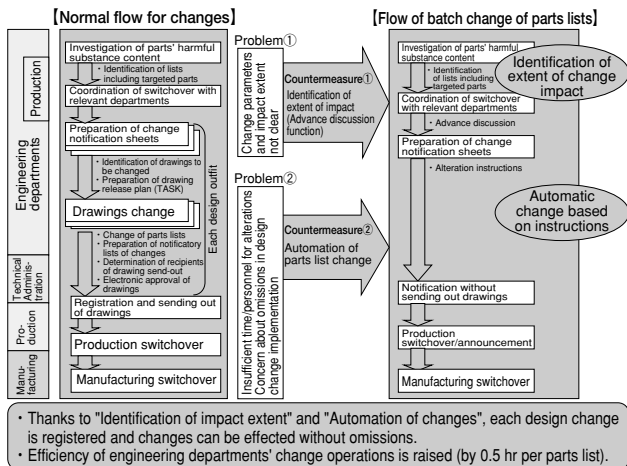 【Normal flow for changes】
【Flow of batch change of parts lists】
Production
Engineering
departments
Technical
Adminis-
tration
Pro-
duction
Manu-
facturing
Investigation of parts' harmful
substance content
・Identification of lists
including targeted parts
Coordination of switchover with
relevant departments
Preparation of change
notification sheets
・Identification of drawings to
be changed
・Preparation of drawing
release plan (TASK)
Drawings change
・Change of parts lists
・Preparation of notificatory
lists of changes
・Determination of recipients
of drawing send-out
・Electronic approval of
drawings
Each design outfit
Registration and sending out
of drawings
Production switchover
Manufacturing switchover
Problem①
Change parameters
and impact extent
not clear
Countermeasure①
Identification of
extent of impact
(Advance discussion
function)
Problem②
Insufficient time/personnel for alterations
Concern about omissions in design
change implementation
Countermeasure②
Automation of
parts list change
Investigation of parts' harmful
substance content
・Identification
of lists including
targeted parts
Coordination of switchover
with relevant departments
・Advance discussion
Preparation of change
notification sheets
・Alteration instructions
Notification without
sending out drawings
Production
switchover/announcement
Manufacturing switchover
Identification of
extent of change
impact
Automatic
change based
on instructions
・Thanks to "Identification of impact extent" and "Automation of changes", each design change
is registered and changes can be effected without omissions.
・Efficiency of engineering departments' change operations is raised (by 0.5 hr per parts list).